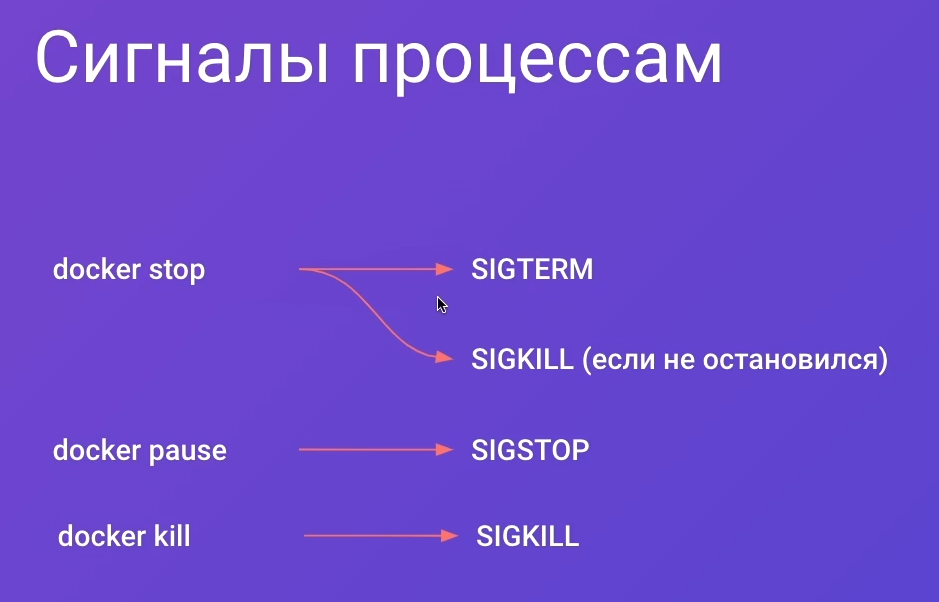 Сигналы процессам
docker stop
SIGTERM
SIGKILL (если не остановился)
docker pause
SIGSTOP
docker kill
SIGKILL